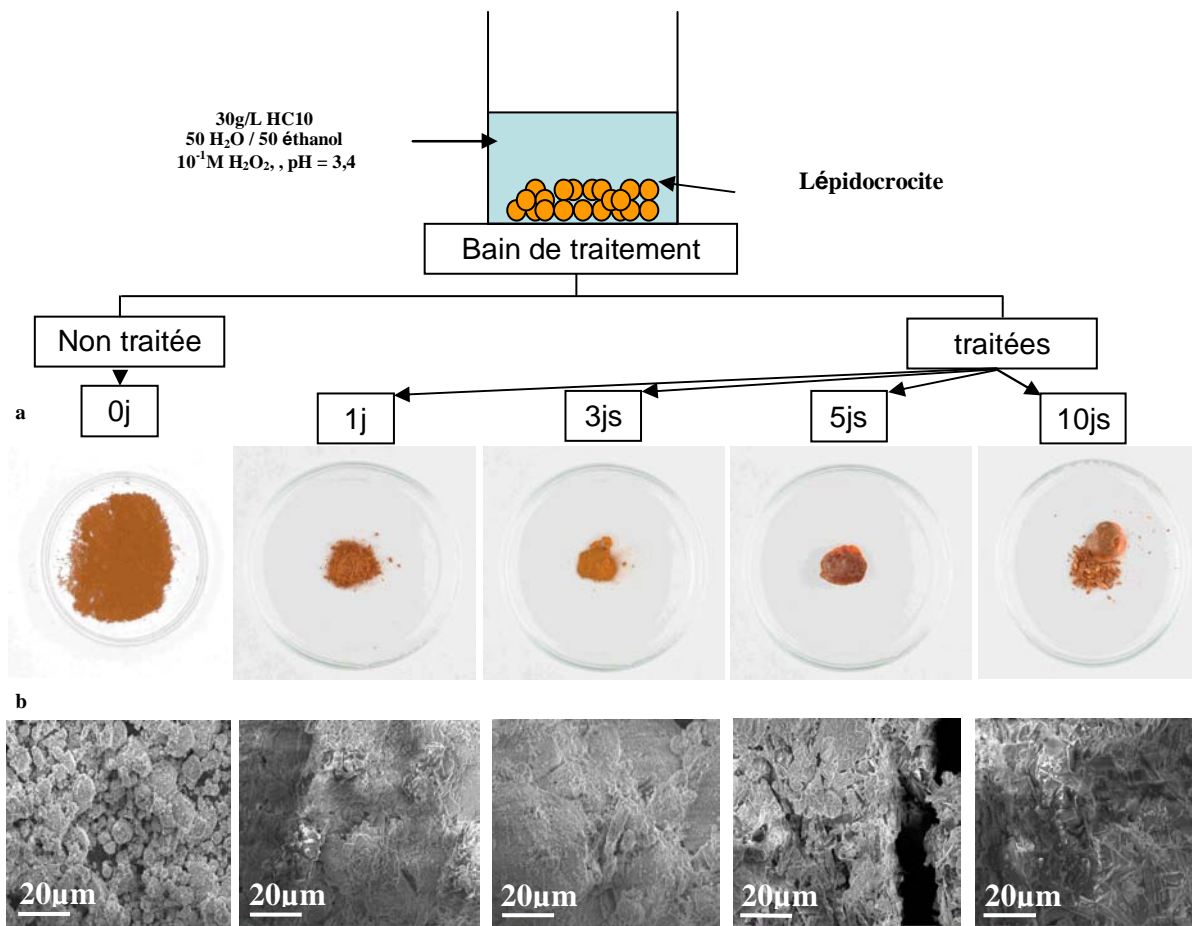 30g/L HC10
50 H₂O / 50 éthanol
10⁻¹M H₂O₂, , pH = 3,4
Lépidocrocite
Bain de traitement
Non traitée
traitées
a
0j
1j
3js
5js
10js
b
20µm
20µm
20µm
20µm
20µm